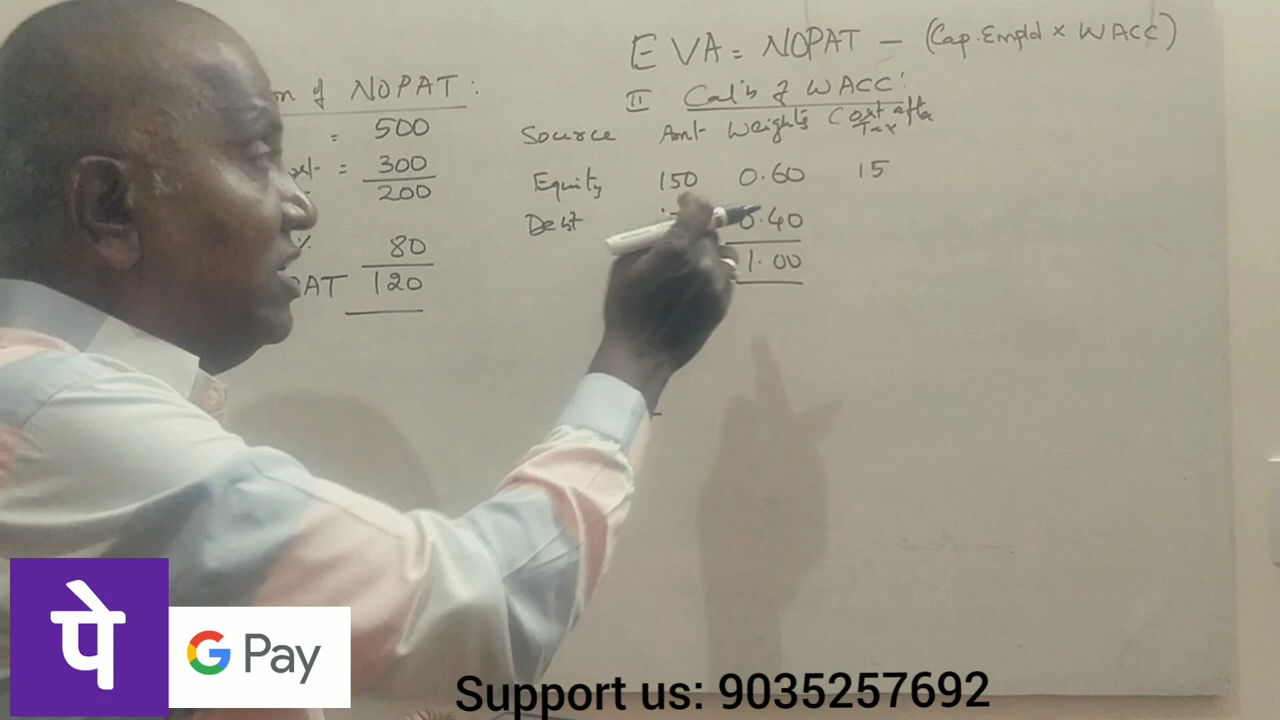 EVA = NOPAT - (Cap. Empld × WACC)
n of NOPAT :
II Cal'n of WACC :
Source Amt Weights Cost after Tax
= 500
= 300
200
% 80
PAT 120
Equity 150 0.60 15
Debt 0.40
1.00
पे
G Pay
Support us: 9035257692